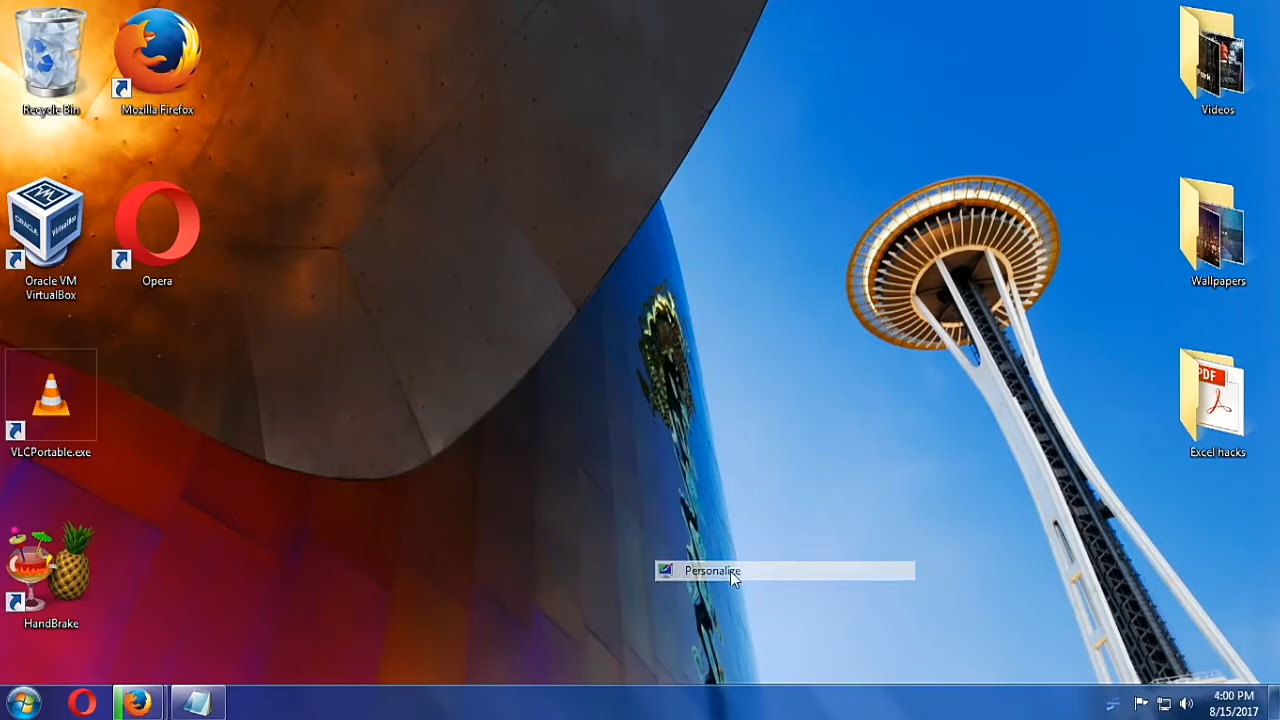 Recycle Bin
Mozilla Firefox
Videos
Oracle VM
VirtualBox
Opera
Wallpapers
VLCPortable.exe
PDF
Excel hacks
Personalize
HandBrake
4:00 PM
8/15/2017